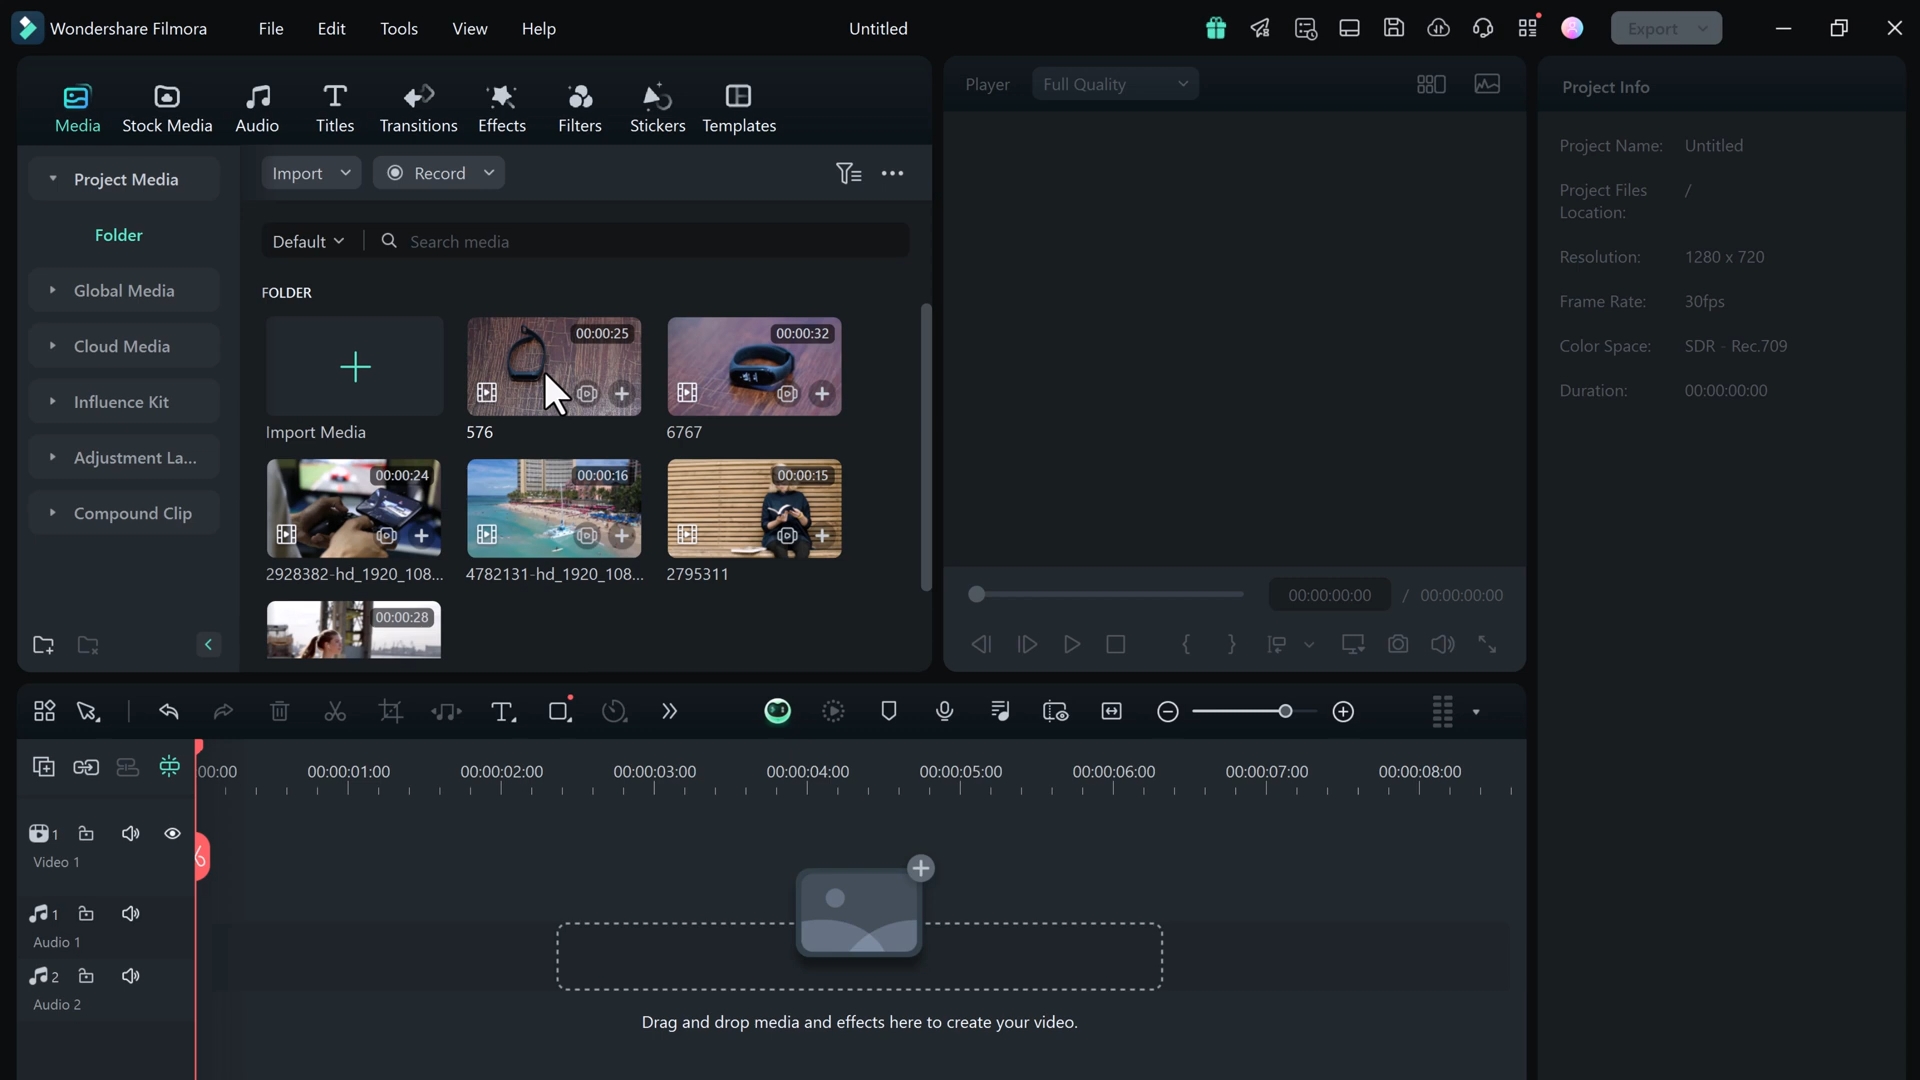 Wondershare Filmora
File Edit Tools View Help
Untitled
Export
Media
Stock Media
Audio
Titles
Transitions
Effects
Filters
Stickers
Templates
Project Media
Folder
Global Media
Cloud Media
Influence Kit
Adjustment La...
Compound Clip
Import
Record
Default
Search media
FOLDER
Import Media
00:00:25
576
00:00:32
6767
00:00:24
2928382-hd_1920_108...
00:00:16
4782131-hd_1920_108...
00:00:15
2795311
00:00:28
Player
Full Quality
00:00:00:00 / 00:00:00:00
Project Info
Project Name: Untitled
Project Files
Location:
/
Resolution: 1280 x 720
Frame Rate: 30fps
Color Space: SDR - Rec.709
Duration: 00:00:00:00
00:00 00:00:01:00 00:00:02:00 00:00:03:00 00:00:04:00 00:00:05:00 00:00:06:00 00:00:07:00 00:00:08:00
1
Video 1
1
Audio 1
2
Audio 2
Drag and drop media and effects here to create your video.